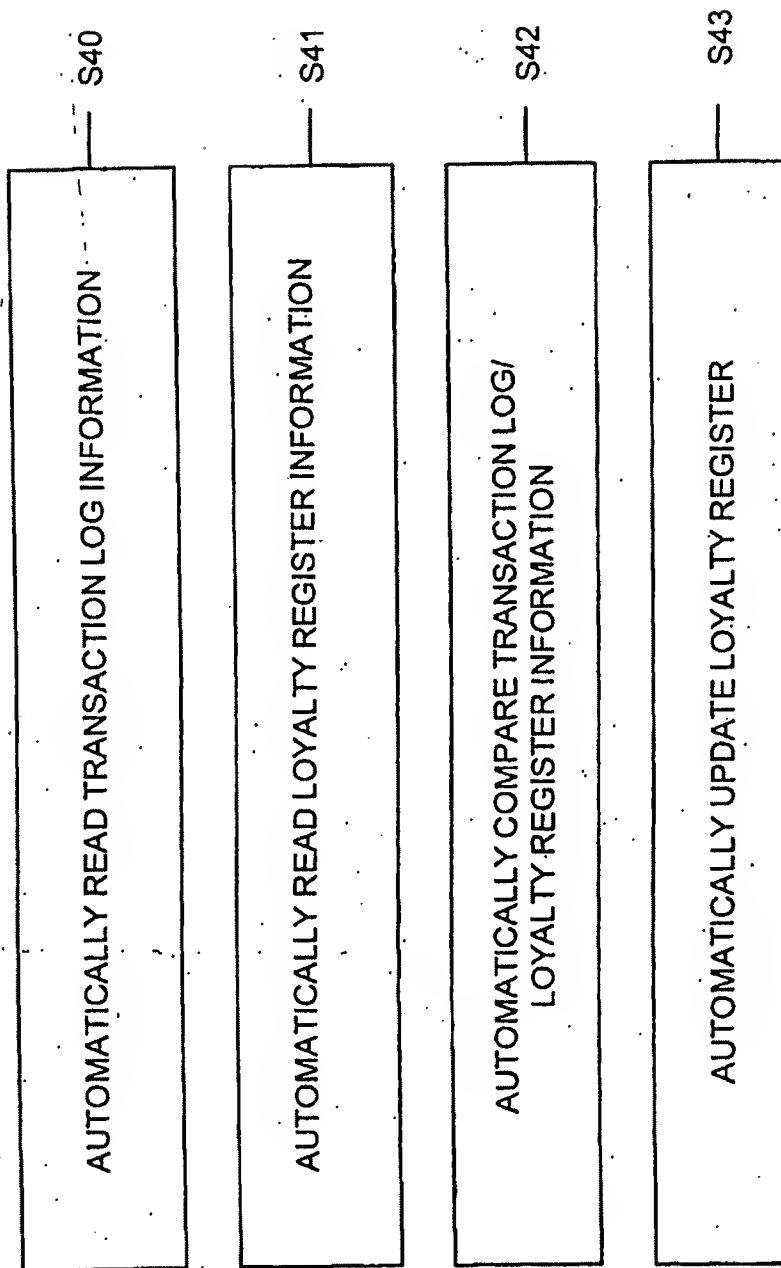 AUTOMATICALLY READ TRANSACTION LOG INFORMATION
S40
AUTOMATICALLY READ LOYALTY REGISTER INFORMATION
S41
AUTOMATICALLY COMPARE TRANSACTION LOG/
LOYALTY REGISTER INFORMATION
S42
AUTOMATICALLY UPDATE LOYALTY REGISTER
S43